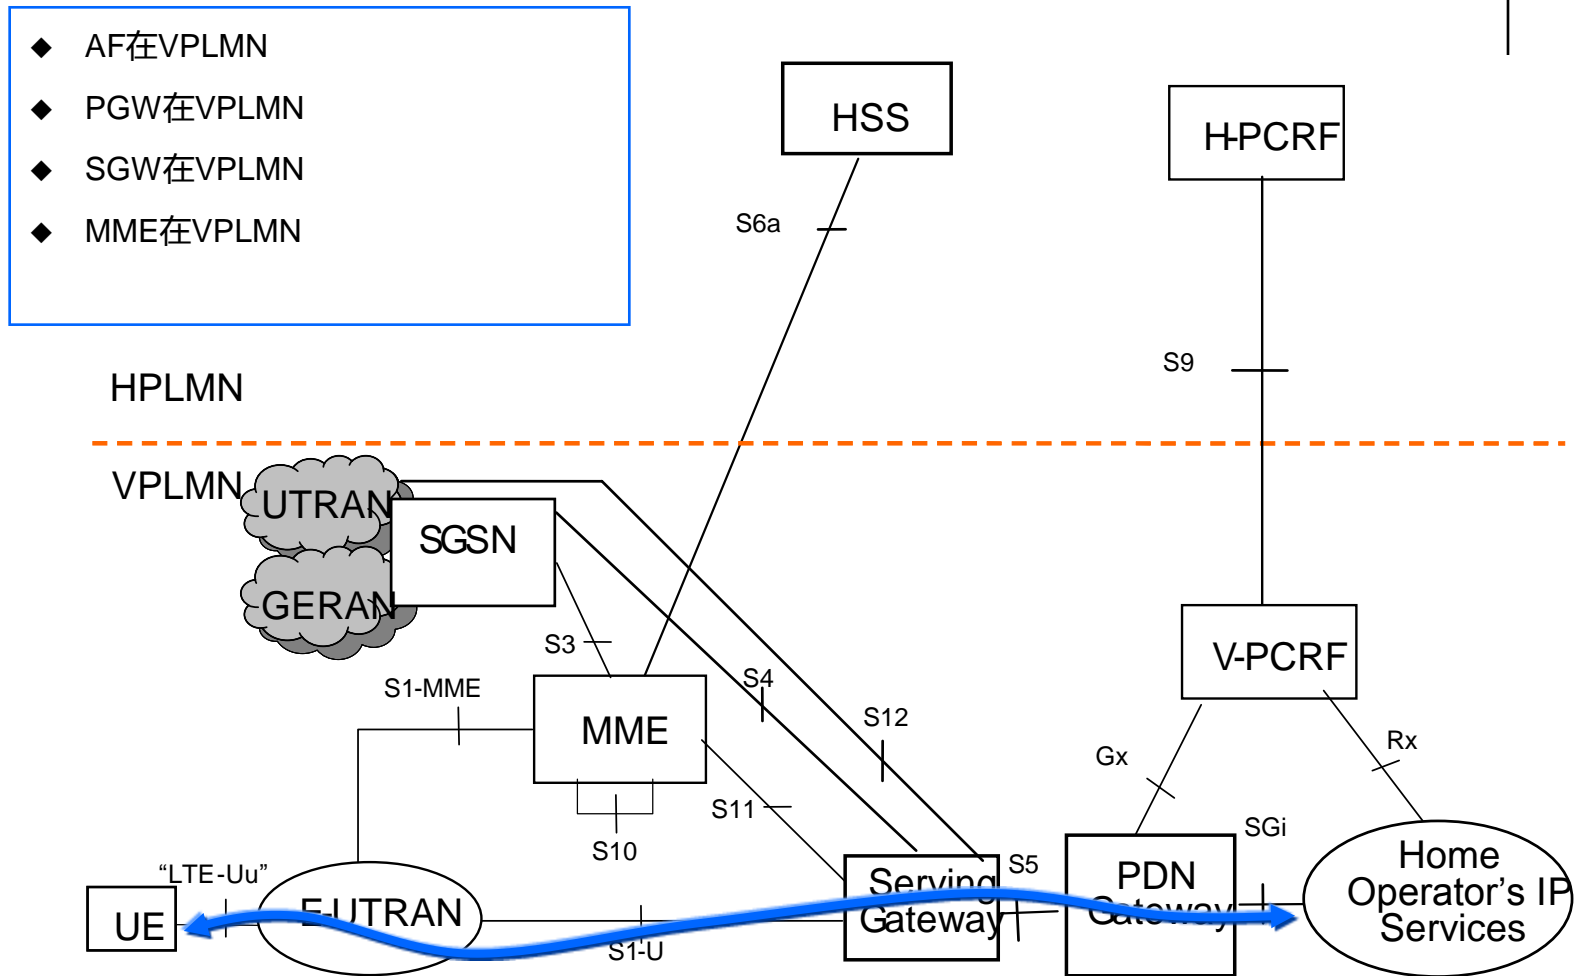 AF在VPLMN
PGW在VPLMN
SGW在VPLMN
MME在VPLMN
HSS
H-PCRF
S6a
S9
HPLMN
VPLMN
UTRAN
SGSN
GERAN
S3
S1-MME
MME
S4
S12
V-PCRF
Gx
Rx
S11
S10
SGi
"LTE-Uu"
UE
E-UTRAN
S1-U
Serving
Gateway
S5
PDN
Gateway
Home
Operator's IP
Services